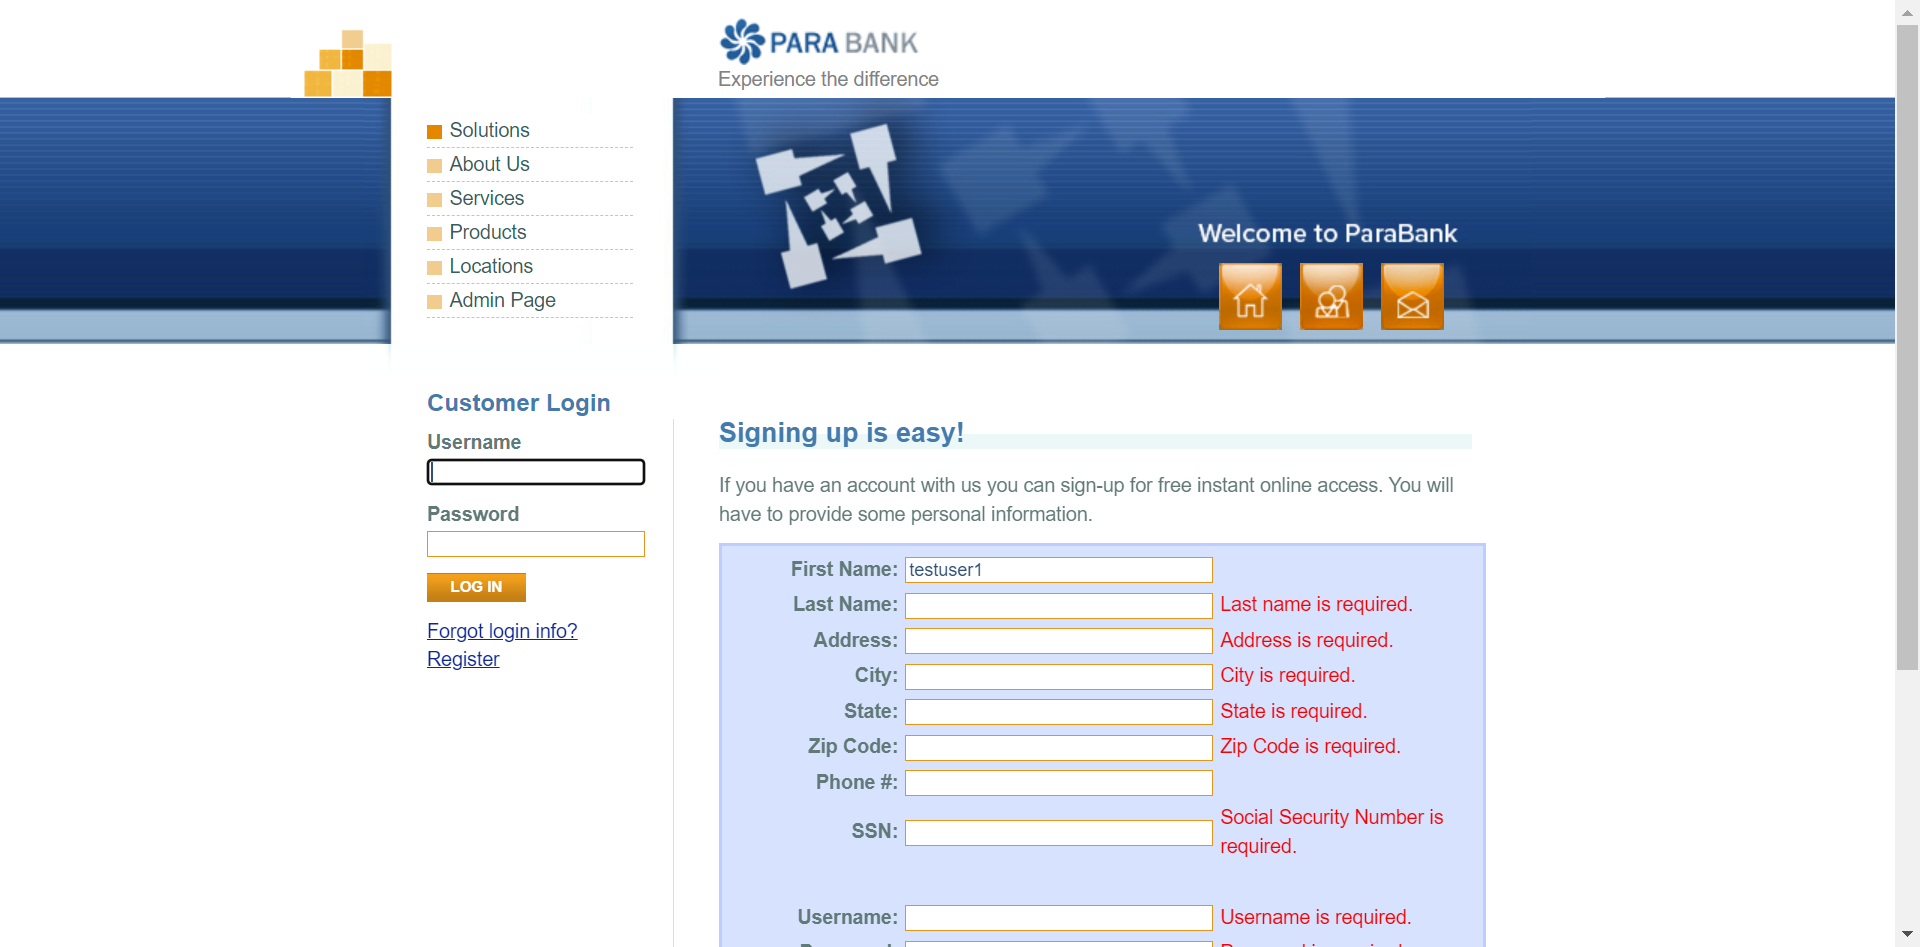 PARA BANK
Experience the difference
Solutions
About Us
Services
Products
Locations
Admin Page
Welcome to ParaBank
Customer Login
Username
Password
LOG IN
Forgot login info?
Register
Signing up is easy!
If you have an account with us you can sign-up for free instant online access. You will
have to provide some personal information.
First Name: testuser1
Last Name: Last name is required.
Address: Address is required.
City: City is required.
State: State is required.
Zip Code: Zip Code is required.
Phone #:
SSN: Social Security Number is
required.
Username: Username is required.